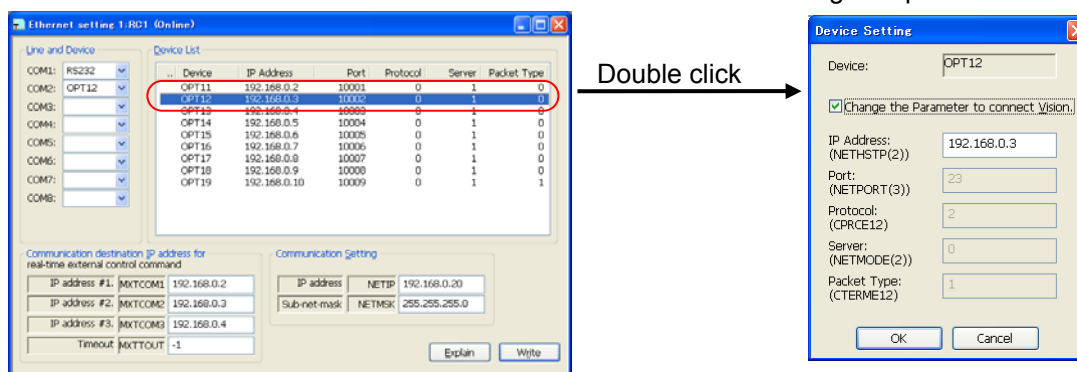 Ethernet setting 1:RC1 (Online)
Line and Device
COM1: RS232
COM2: OPT12
COM3:
COM4:
COM5:
COM6:
COM7:
COM8:
Device List
.. Device IP Address Port Protocol Server Packet Type
OPT11 192.168.0.2 10001 0 1 0
OPT12 192.168.0.3 10002 0 1 0
OPT13 192.168.0.4 10003 0 1 0
OPT14 192.168.0.5 10004 0 1 0
OPT15 192.168.0.6 10005 0 1 0
OPT16 192.168.0.7 10006 0 1 0
OPT17 192.168.0.8 10007 0 1 0
OPT18 192.168.0.9 10008 0 1 0
OPT19 192.168.0.10 10009 0 1 1
Communication destination IP address for
real-time external control command
IP address #1. MXTCOM1 192.168.0.2
IP address #2. MXTCOM2 192.168.0.3
IP address #3. MXTCOM3 192.168.0.4
Timeout MXTTOUT -1
Communication Setting
IP address NETIP 192.168.0.20
Sub-net-mask NETMSK 255.255.255.0
Explain Write
Double click
Device Setting
Device: OPT12
Change the Parameter to connect Vision.
IP Address:
(NETHSTP(2)) 192.168.0.3
Port:
(NETPORT(3)) 23
Protocol:
(CPRCE12) 2
Server:
(NETMODE(2)) 0
Packet Type:
(CTERME12) 1
OK Cancel